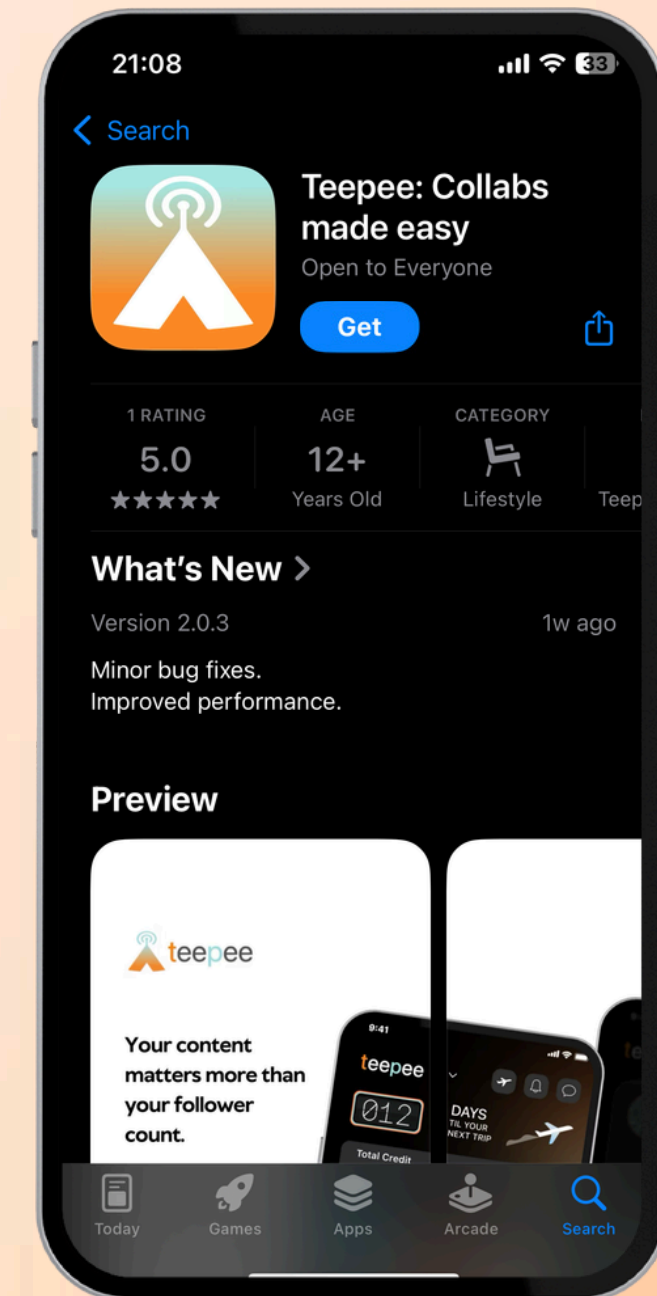 21:08
33
Search
Teepee: Collabs
made easy
Open to Everyone
Get
1 RATING
AGE
CATEGORY
5.0
12+
Years Old
Lifestyle
Teep
What's New
Version 2.0.3
1w ago
Minor bug fixes.
Improved performance.
Preview
teepee
Your content
matters more than
your follower
count.
9:41
teepee
012
DAYS
TIL YOUR
NEXT TRIP
Total Credit
te
Today
Games
Apps
Arcade
Search